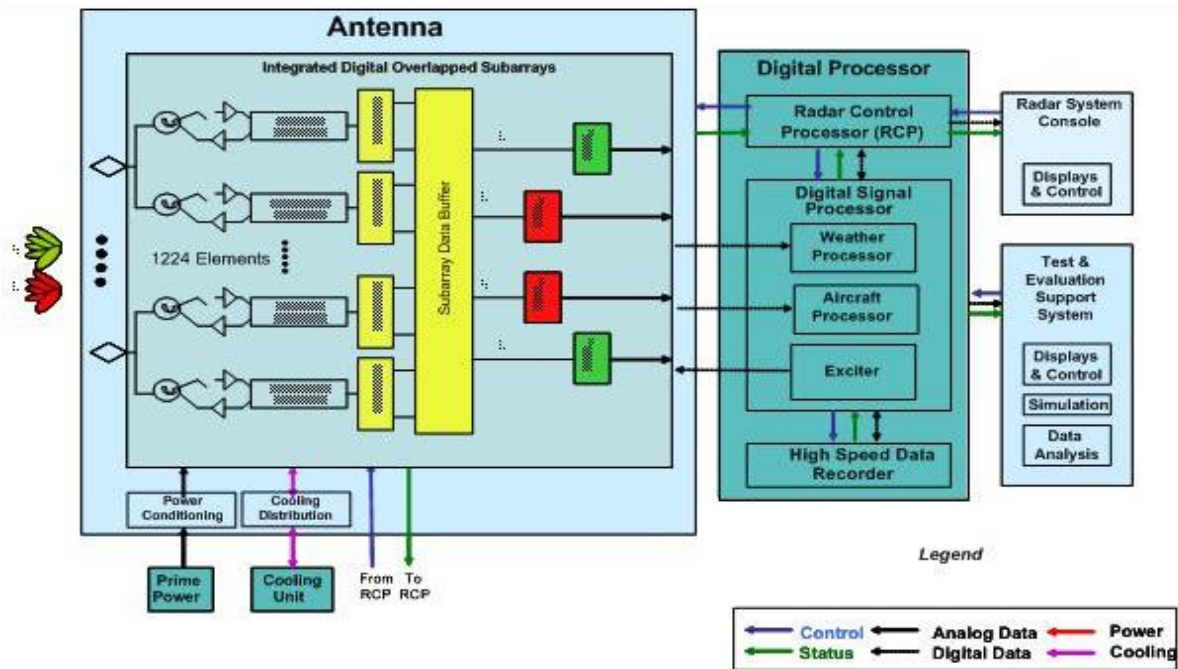 Antenna
Integrated Digital Overlapped Subarrays
1224 Elements
Subarray Data Buffer
Power
Conditioning
Cooling
Distribution
Prime
Power
Cooling
Unit
From
RCP
To
RCP
Digital Processor
Radar Control
Processor (RCP)
Digital Signal
Processor
Weather
Processor
Aircraft
Processor
Exciter
High Speed Data
Recorder
Radar System
Console
Displays
& Control
Test &
Evaluation
Support
System
Displays
& Control
Simulation
Data
Analysis
Legend
Control
Analog Data
Power
Status
Digital Data
Cooling